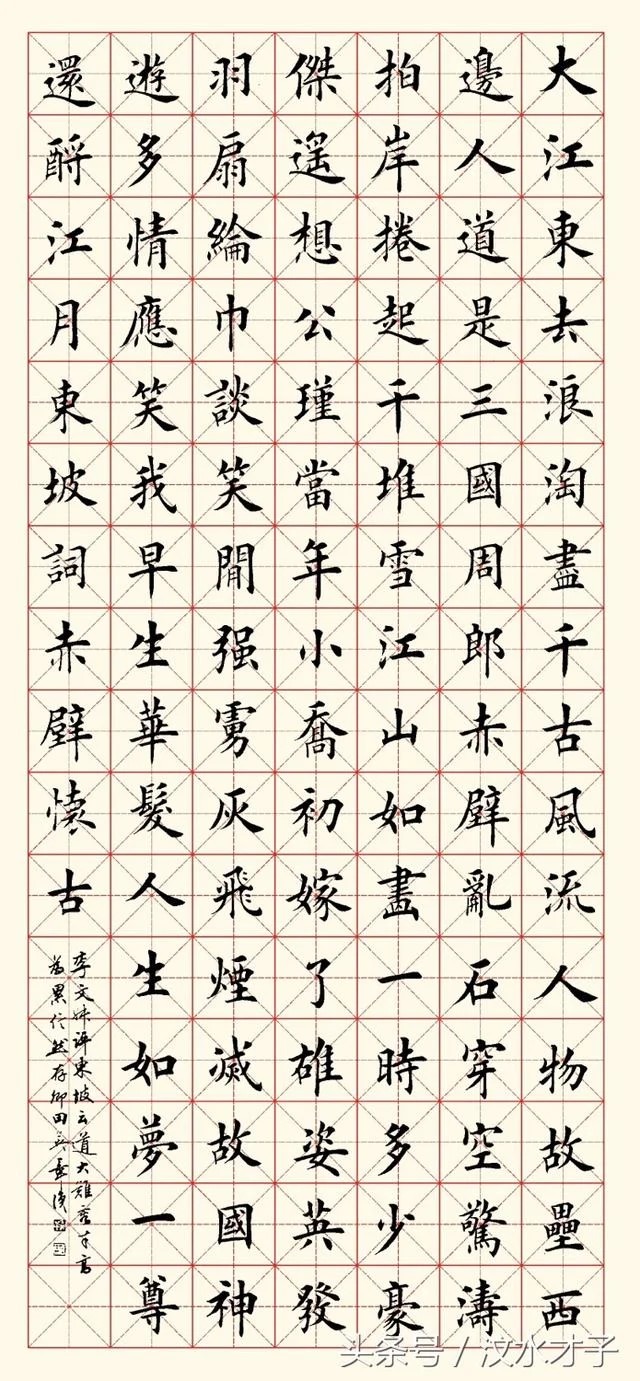 大江東去浪淘盡千古風流人物故壘西
邊人道是三國周郎赤壁亂石穿空驚濤
拍岸捲起千堆雪江山如畫一時多少豪
傑遙想公瑾當年小喬初嫁了雄姿英發
羽扇綸巾談笑閒强虜灰飛煙滅故國神
遊多情應笑我早生華髮人生如夢一尊
還酹江月東坡詞赤壁懷古
李文姝評東坡云道大難容才高
為累信然存卿田英章
头条号 / 汶水才子